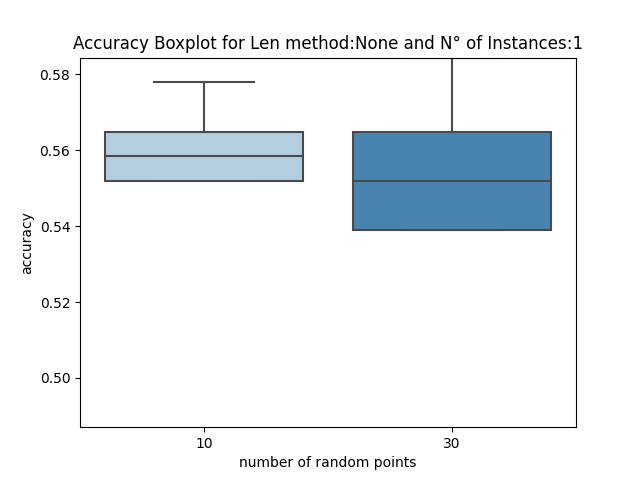 Accuracy Boxplot for Len method:None and N° of Instances:1
0.58
0.56
0.54
0.52
0.50
accuracy
10 30
number of random points